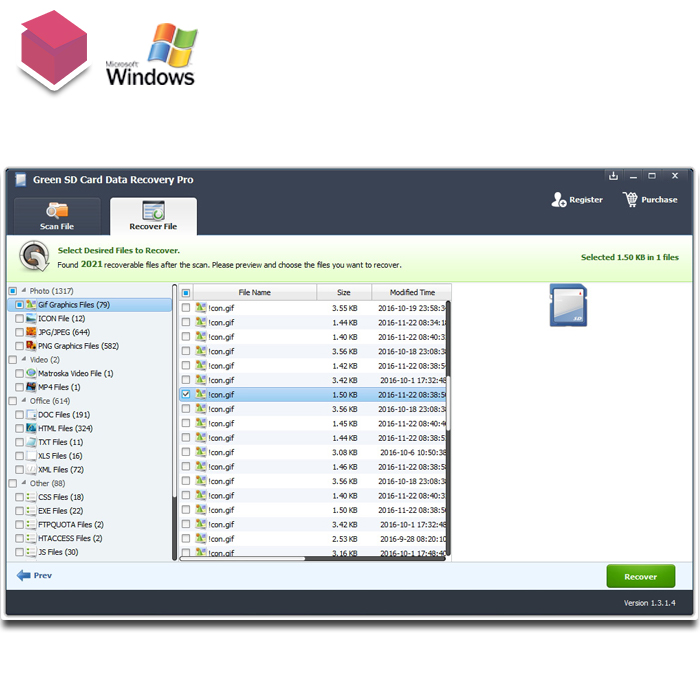 Microsoft
Windows
Green SD Card Data Recovery Pro
Register
Purchase
Scan File
Recover File
Select Desired Files to Recover.
Found 2021 recoverable files after the scan. Please preview and choose the files you want to recover.
Selected 1.50 KB in 1 files
Photo (1317)
Gif Graphics Files (79)
ICON File (12)
JPG/JPEG (644)
PNG Graphics Files (582)
Video (2)
Matroska Video File (1)
MP4 Files (1)
Office (614)
DOC Files (191)
HTML Files (324)
TXT Files (11)
XLS Files (16)
XML Files (72)
Other (88)
CSS Files (18)
EXE Files (22)
FTPQUOTA Files (2)
HTACCESS Files (2)
JS Files (30)
File Name Size Modified Time
!con.gif 3.55 KB 2016-10-19 23:58:3
!con.gif 1.44 KB 2016-11-22 08:34:1
!con.gif 1.40 KB 2016-11-22 08:40:3
!con.gif 3.56 KB 2016-10-18 23:08:3
!con.gif 1.42 KB 2016-11-22 08:38:5
!con.gif 3.42 KB 2016-10-1 17:32:48
!con.gif 1.50 KB 2016-11-22 08:38:5
!con.gif 3.56 KB 2016-10-18 23:08:3
!con.gif 1.45 KB 2016-11-22 08:40:4
!con.gif 1.44 KB 2016-11-22 08:38:5
!con.gif 3.08 KB 2016-10-6 10:50:38
!con.gif 1.46 KB 2016-11-22 08:38:5
!con.gif 3.56 KB 2016-10-18 23:08:3
!con.gif 1.40 KB 2016-11-22 08:40:3
!con.gif 1.50 KB 2016-11-22 08:38:5
!con.gif 3.42 KB 2016-10-1 17:32:48
!con.gif 2.53 KB 2016-9-28 08:20:1
!con.gif 3.16 KB 2016-10-1 17:48:40
SD
Prev
Recover
Version 1.3.1.4